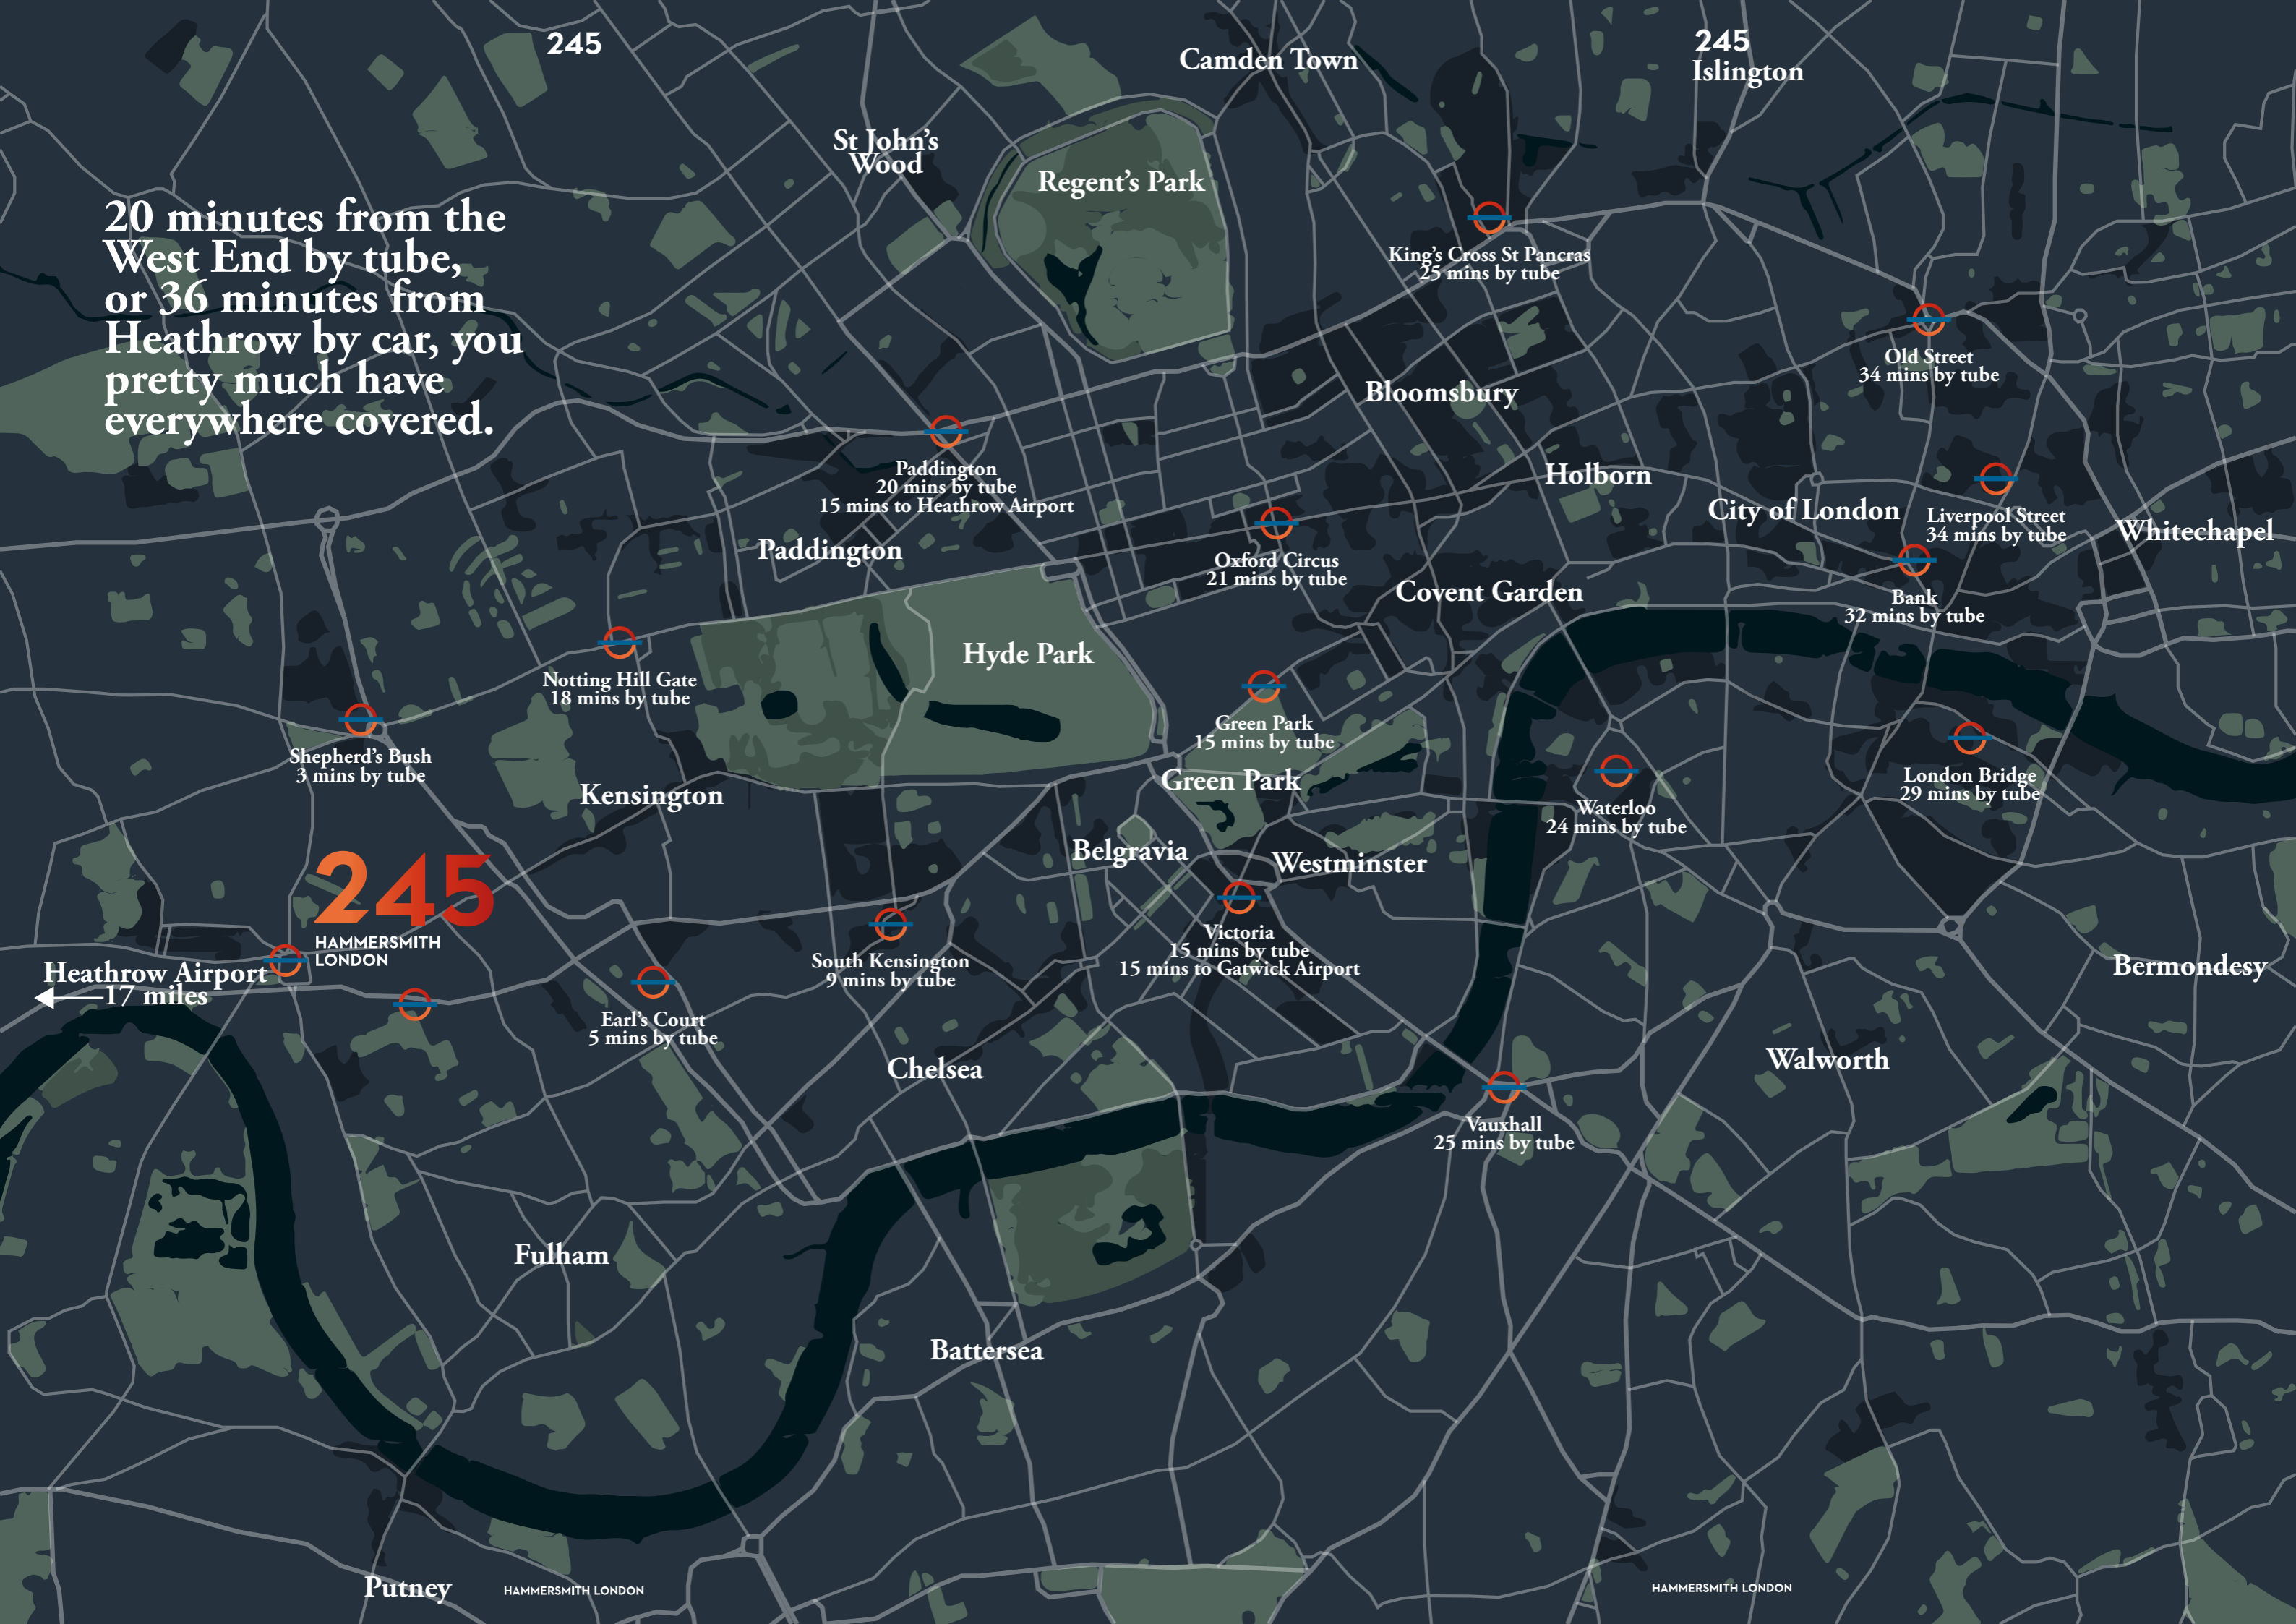 245
245
Islington
Camden Town
St John’s
Wood
Regent’s Park
20 minutes from the
West End by tube,
or 36 minutes from
Heathrow by car, you
pretty much have
everywhere covered.
King’s Cross St Pancras
25 mins by tube
Old Street
34 mins by tube
Bloomsbury
Paddington
20 mins by tube
15 mins to Heathrow Airport
Holborn
City of London
Liverpool Street
34 mins by tube
Whitechapel
Paddington
Oxford Circus
21 mins by tube
Covent Garden
Bank
32 mins by tube
Hyde Park
Notting Hill Gate
18 mins by tube
Green Park
15 mins by tube
Shepherd’s Bush
3 mins by tube
Green Park
London Bridge
29 mins by tube
Kensington
Waterloo
24 mins by tube
Belgravia
Westminster
245
HAMMERSMITH
LONDON
Victoria
15 mins by tube
15 mins to Gatwick Airport
South Kensington
9 mins by tube
Heathrow Airport
17 miles
Bermondesy
Earl’s Court
5 mins by tube
Chelsea
Walworth
Vauxhall
25 mins by tube
Fulham
Battersea
Putney
HAMMERSMITH LONDON
HAMMERSMITH LONDON